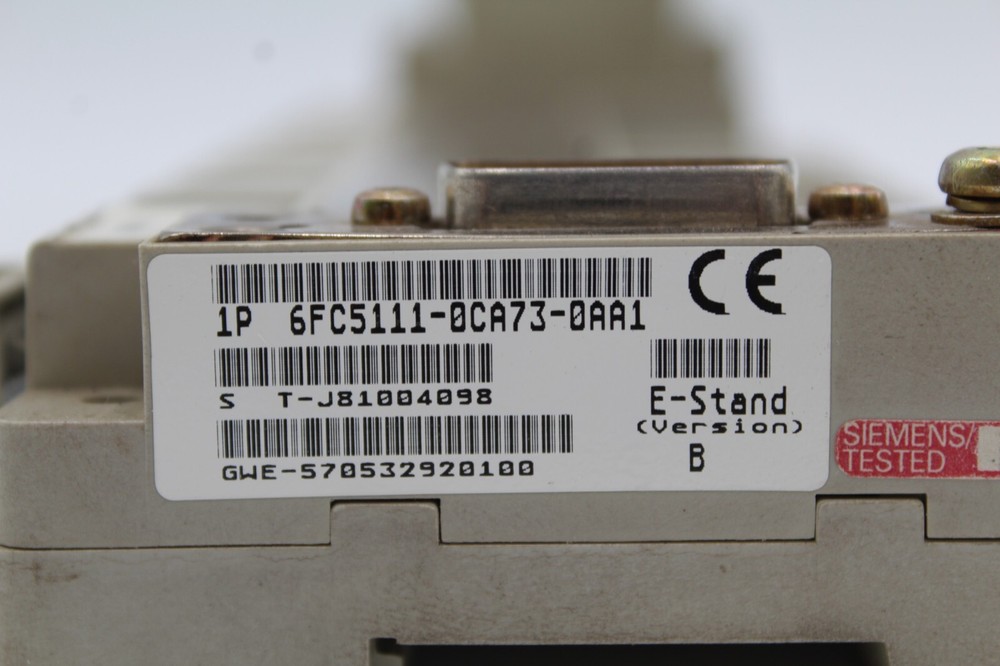 CE
1P 6FC5111-0CA73-0AA1
S T-J81004098
E-Stand
(Version)
B
GWE-570532920100
SIEMENS/
TESTED